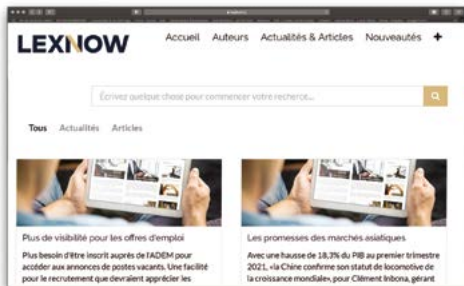 LEXNOW
Accueil Auteurs Actualités & Articles Nouveautés +
Écrivez quelque chose pour commencer votre recherce...
Tous Actualités Articles
Plus de visibilité pour les offres d'emploi
Plus besoin d'être inscrit auprès de l'ADEM pour
accéder aux annonces de postes vacants. Une facilité
pour le recrutement que devraient apprécier les
Les promesses des marchés asiatiques
Avec une hausse de 18,3% du PIB au premier trimestre
2021, «la Chine confirme son statut de locomotive de
la croissance mondiale», pour Clément Inbona, gérant